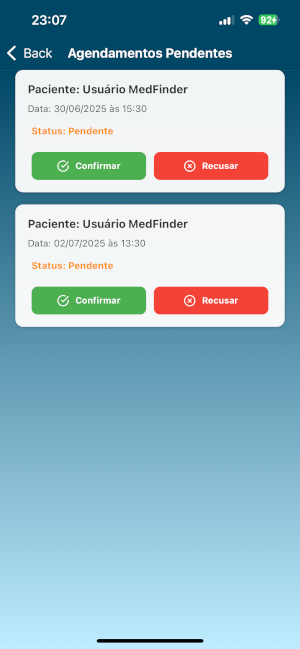 23:07
92
Back
Agendamentos Pendentes
Paciente: Usuário MedFinder
Data: 30/06/2025 às 15:30
Status: Pendente
Confirmar
Recusar
Paciente: Usuário MedFinder
Data: 02/07/2025 às 13:30
Status: Pendente
Confirmar
Recusar